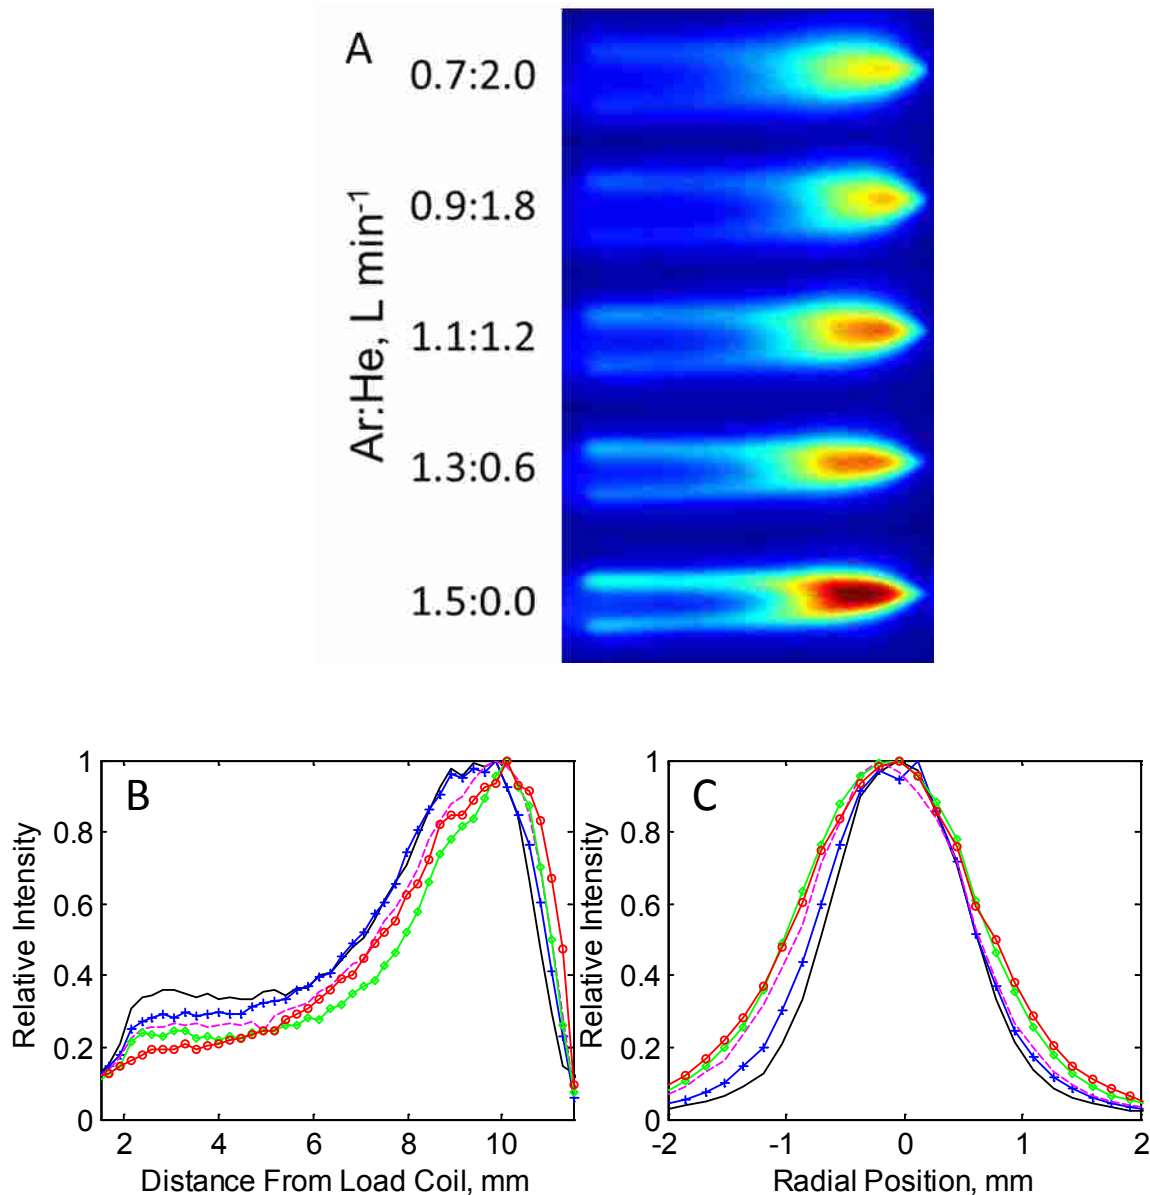 A
0.7:2.0
0.9:1.8
1.1:1.2
1.3:0.6
1.5:0.0
Ar:He, L min⁻¹
B
1
0.8
0.6
0.4
0.2
0
2 4 6 8 10
Relative Intensity
Distance From Load Coil, mm
C
1
0.8
0.6
0.4
0.2
0
-2 -1 0 1 2
Relative Intensity
Radial Position, mm